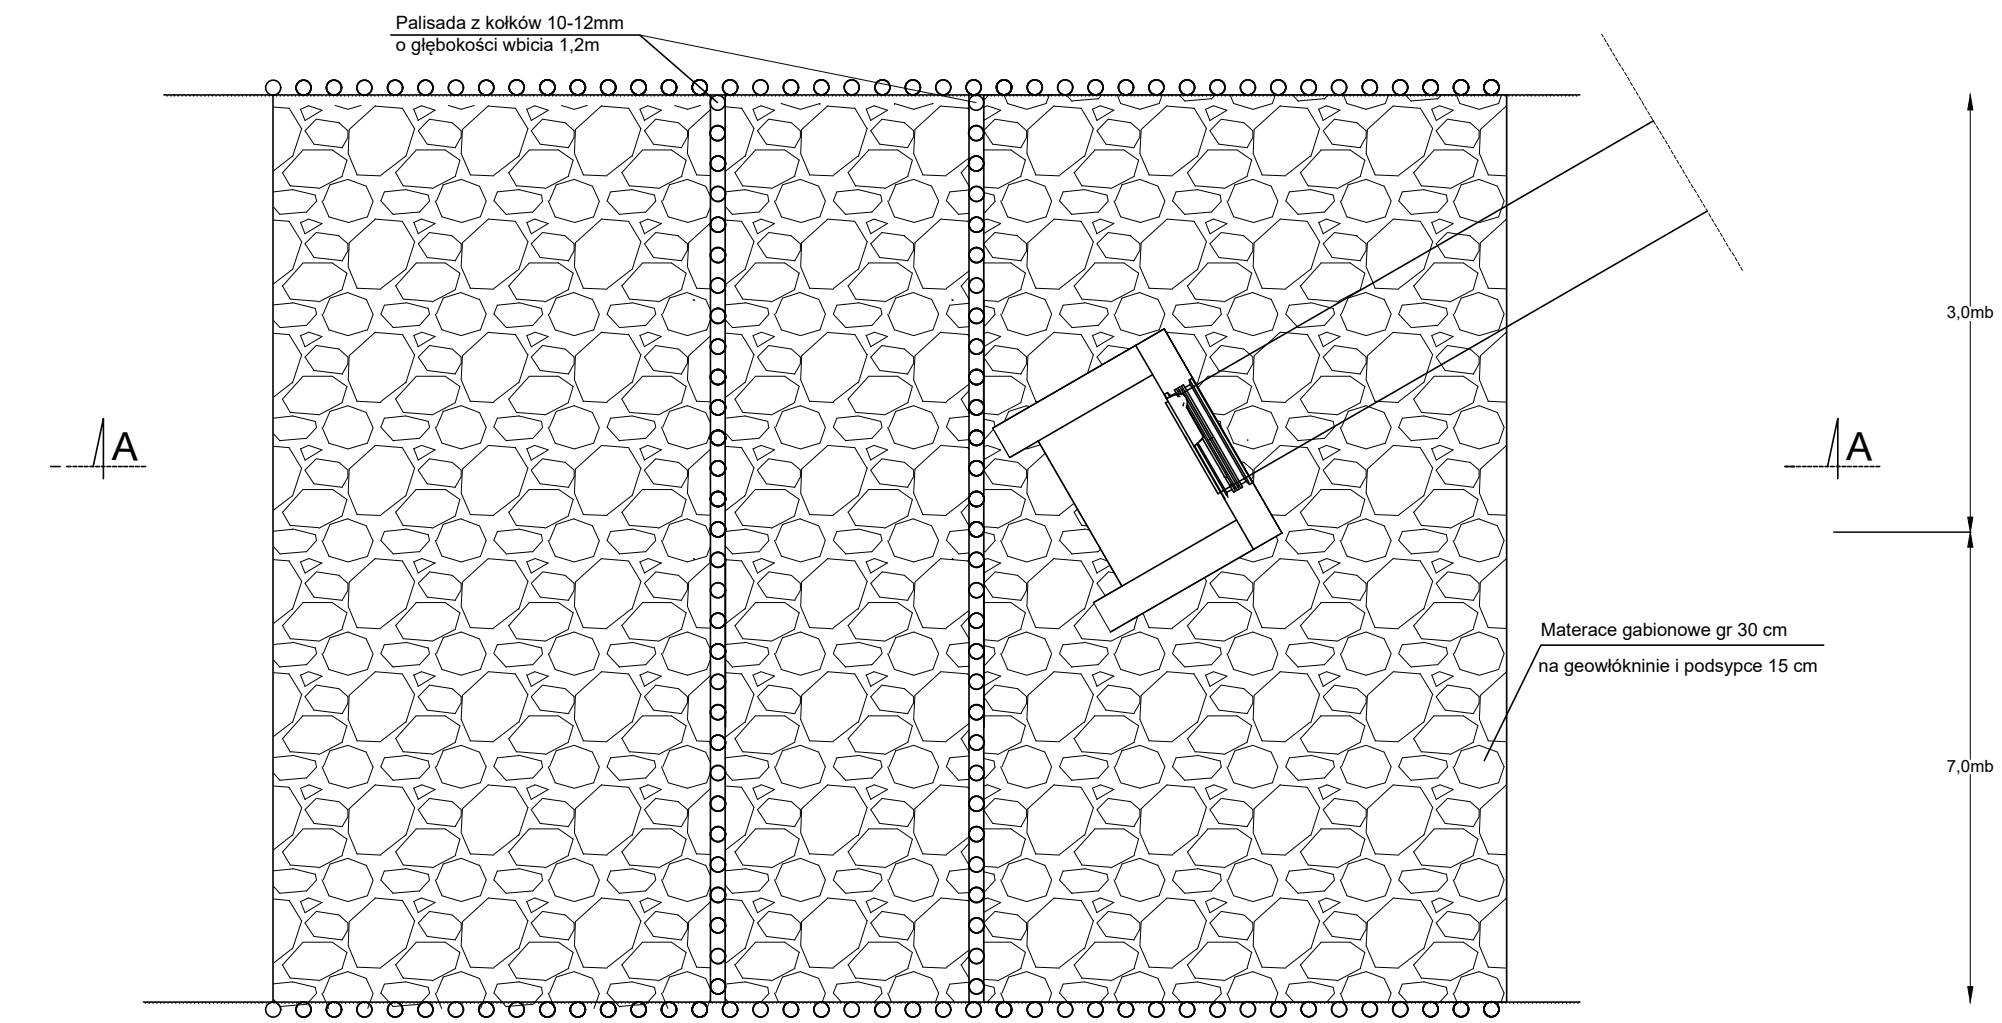 Palisada z kołków 10-12mm
o głębokości wbicia 1,2m
3,0mb
A
A
Materace gabionowe gr 30 cm
na geowłókninie i podsypce 15 cm
7,0mb